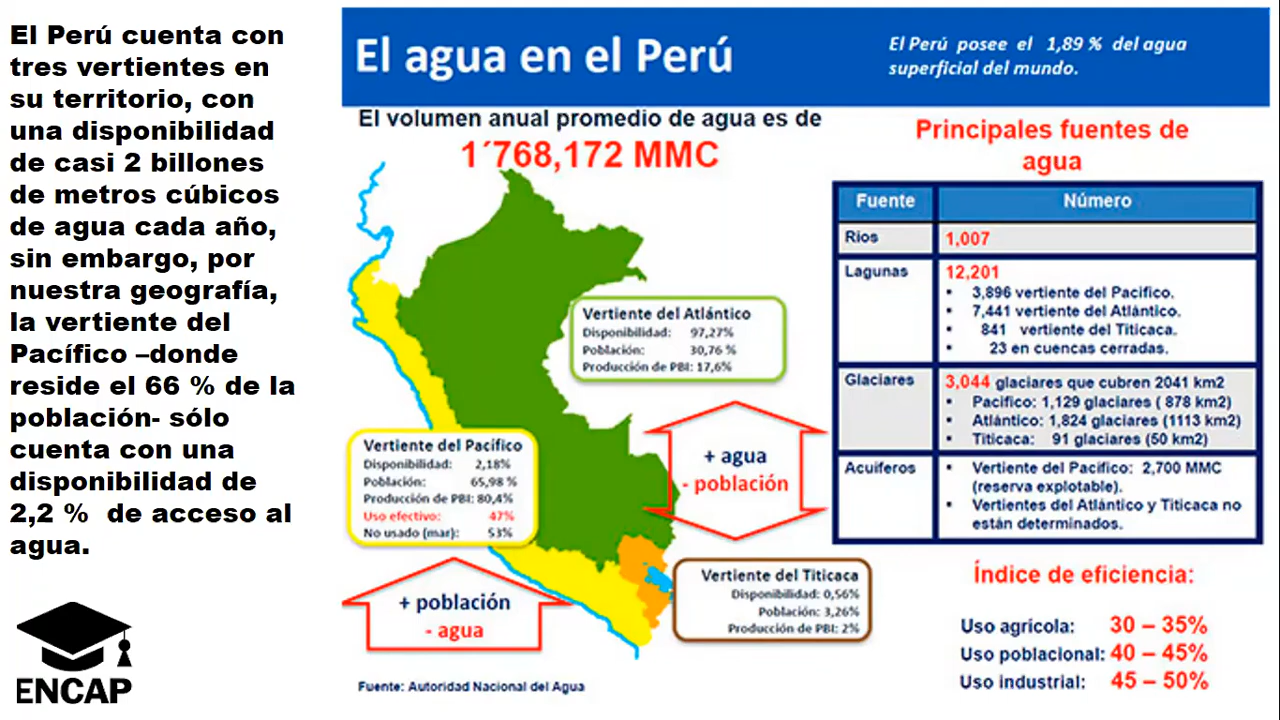 El Perú cuenta con
tres vertientes en
su territorio, con
una disponibilidad
de casi 2 billones
de metros cúbicos
de agua cada año,
sin embargo, por
nuestra geografía,
la vertiente del
Pacífico –donde
reside el 66 % de la
población- sólo
cuenta con una
disponibilidad de
2,2 % de acceso al
agua.
ENCAP
El agua en el Perú
El Perú posee el 1,89 % del agua
superficial del mundo.
El volumen anual promedio de agua es de
1´768,172 MMC
Vertiente del Atlántico
Disponibilidad: 97,27%
Población: 30,76 %
Producción de PBI: 17,6%
Vertiente del Pacífico
Disponibilidad: 2,18%
Población: 65,98 %
Producción de PBI: 80,4%
Uso efectivo: 47%
No usado (mar): 53%
+ agua
- población
+ población
- agua
Vertiente del Titicaca
Disponibilidad: 0,56%
Población: 3,26%
Producción de PBI: 2%
Fuente: Autoridad Nacional del Agua
Principales fuentes de
agua
Fuente Número
Ríos 1,007
Lagunas 12,201
▪ 3,896 vertiente del Pacífico.
▪ 7,441 vertiente del Atlántico.
▪ 841 vertiente del Titicaca.
▪ 23 en cuencas cerradas.
Glaciares 3,044 glaciares que cubren 2041 km2
▪ Pacífico: 1,129 glaciares ( 878 km2)
▪ Atlántico: 1,824 glaciares (1113 km2)
▪ Titicaca: 91 glaciares (50 km2)
Acuíferos ▪ Vertiente del Pacífico: 2,700 MMC
(reserva explotable).
▪ Vertientes del Atlántico y Titicaca no
están determinados.
Índice de eficiencia:
Uso agrícola: 30 – 35%
Uso poblacional: 40 – 45%
Uso industrial: 45 – 50%